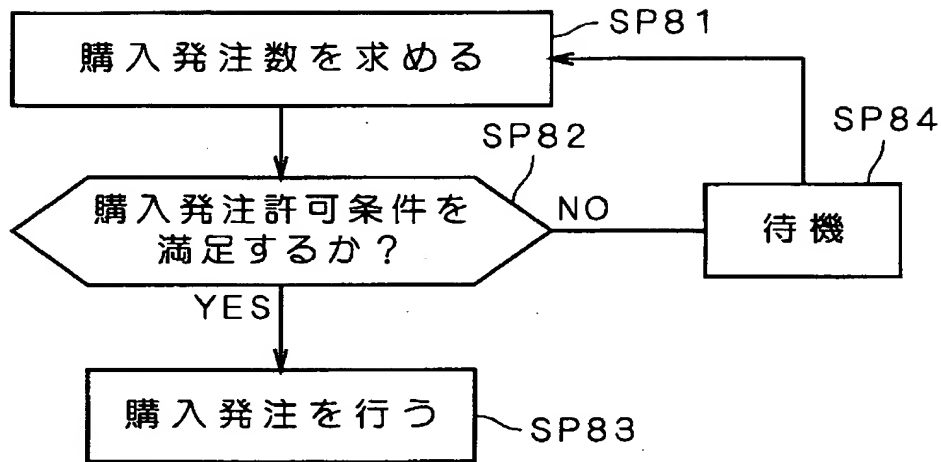 SP81
購入発注数を求める
SP82
SP84
購入発注許可条件を
満足するか？
NO
待機
YES
購入発注を行う
SP83